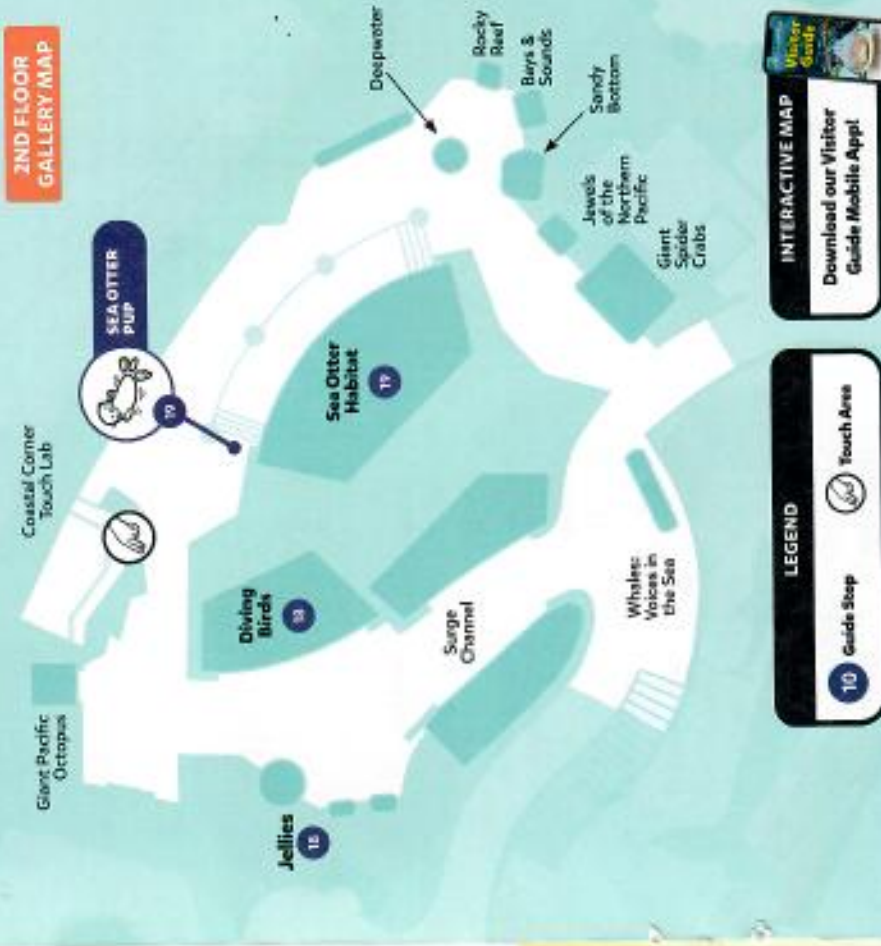 2ND FLOOR
GALLERY MAP
SEA OTTER
PUP
19
Coastal Corner
Touch Lab
Giant Pacific
Octopus
Deepwater
Rocky
Reef
Bays &
Sounds
Sandy
Bottom
Jewels
of the
Northern
Pacific
Giant
Spider
Crabs
Sea Otter
Habitat
19
Diving
Birds
Jellies
Surge
Channel
Whales:
Voices in
the Sea
LEGEND
10 Guide Stop
Touch Area
INTERACTIVE MAP
Download our Visitor
Guide Mobile App!
Visitor
Guide